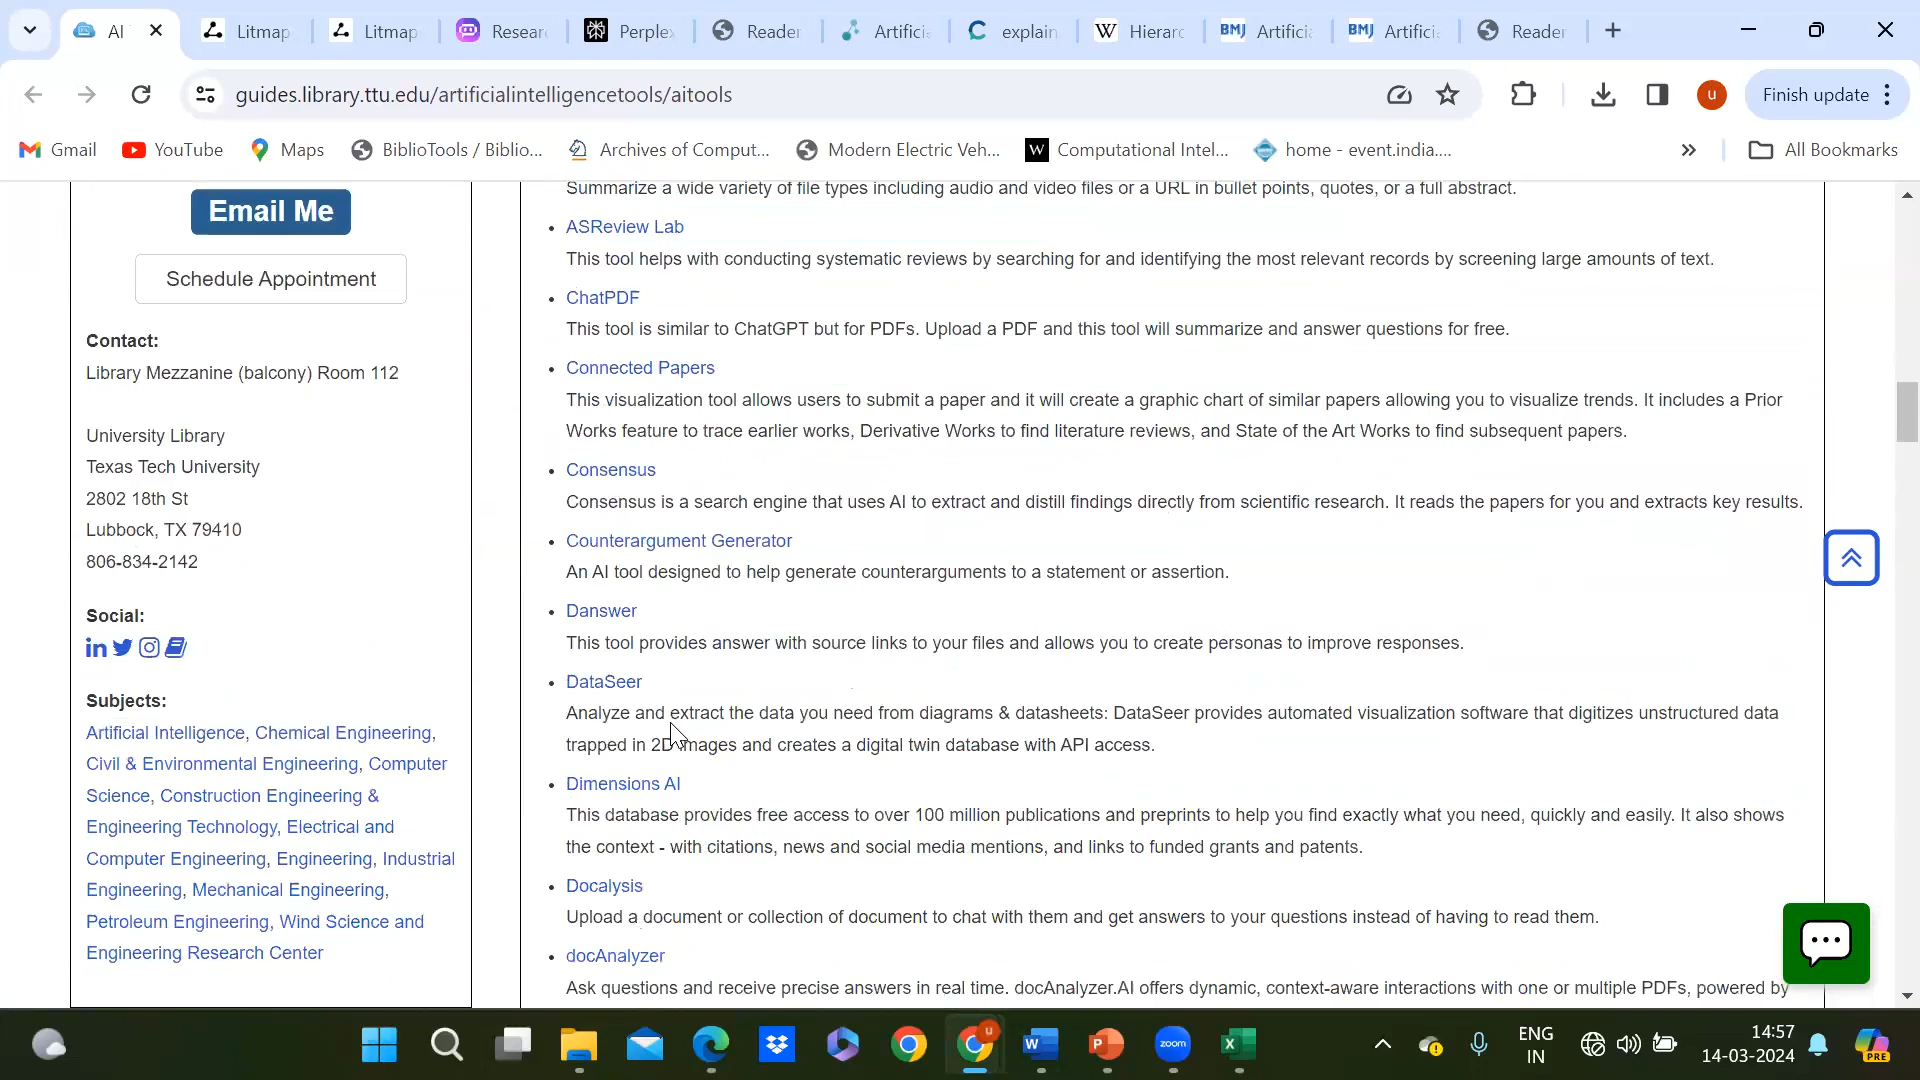 AI
Litmap
Litmap
Resear
Perplex
Reader
Artificia
explain
Hierarc
BMJ Artificia
BMJ Artificia
Reader
guides.library.ttu.edu/artificialintelligencetools/aitools
u
Finish update
Gmail
YouTube
Maps
BiblioTools / Biblio...
Archives of Comput...
Modern Electric Veh...
Computational Intel...
home - event.india....
All Bookmarks
Email Me
Schedule Appointment
Contact:
Library Mezzanine (balcony) Room 112
University Library
Texas Tech University
2802 18th St
Lubbock, TX 79410
806-834-2142
Social:
Subjects:
Artificial Intelligence, Chemical Engineering,
Civil & Environmental Engineering, Computer
Science, Construction Engineering &
Engineering Technology, Electrical and
Computer Engineering, Engineering, Industrial
Engineering, Mechanical Engineering,
Petroleum Engineering, Wind Science and
Engineering Research Center
Summarize a wide variety of file types including audio and video files or a URL in bullet points, quotes, or a full abstract.
ASReview Lab
This tool helps with conducting systematic reviews by searching for and identifying the most relevant records by screening large amounts of text.
ChatPDF
This tool is similar to ChatGPT but for PDFs. Upload a PDF and this tool will summarize and answer questions for free.
Connected Papers
This visualization tool allows users to submit a paper and it will create a graphic chart of similar papers allowing you to visualize trends. It includes a Prior
Works feature to trace earlier works, Derivative Works to find literature reviews, and State of the Art Works to find subsequent papers.
Consensus
Consensus is a search engine that uses AI to extract and distill findings directly from scientific research. It reads the papers for you and extracts key results.
Counterargument Generator
An AI tool designed to help generate counterarguments to a statement or assertion.
Danswer
This tool provides answer with source links to your files and allows you to create personas to improve responses.
DataSeer
Analyze and extract the data you need from diagrams & datasheets: DataSeer provides automated visualization software that digitizes unstructured data
trapped in 2D images and creates a digital twin database with API access.
Dimensions AI
This database provides free access to over 100 million publications and preprints to help you find exactly what you need, quickly and easily. It also shows
the context - with citations, news and social media mentions, and links to funded grants and patents.
Docalysis
Upload a document or collection of document to chat with them and get answers to your questions instead of having to read them.
docAnalyzer
Ask questions and receive precise answers in real time. docAnalyzer.AI offers dynamic, context-aware interactions with one or multiple PDFs, powered by
zoom
ENG
IN
14:57
14-03-2024
PRE